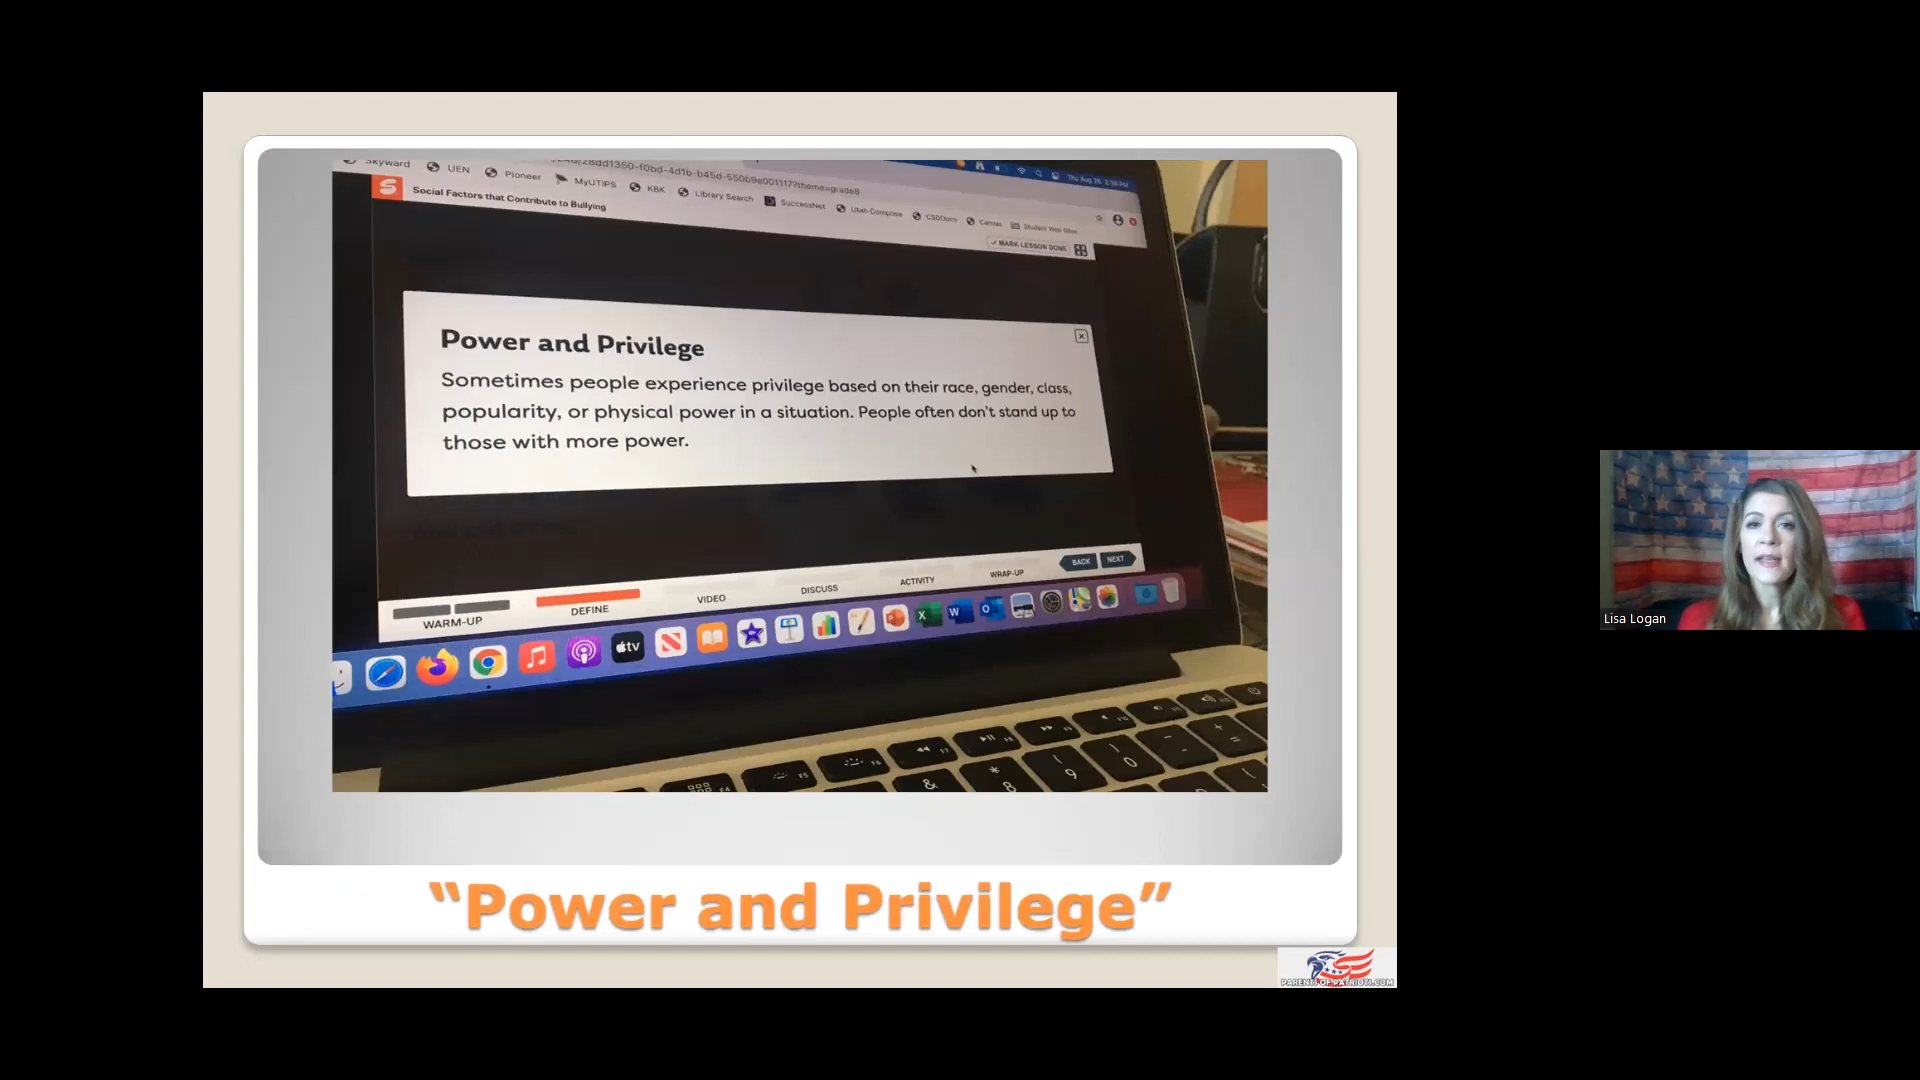 Skyward
UEN
Pioneer
MyUTIPS
KBK
Library Search
SuccessNet
Utah Compose
CSDDocs
Canvas
Student Web Sites
Social Factors that Contribute to Bullying
✓ MARK LESSON DONE
Power and Privilege
Sometimes people experience privilege based on their race, gender, class,
popularity, or physical power in a situation. People often don't stand up to
those with more power.
BACK
NEXT
WARM-UP
DEFINE
VIDEO
DISCUSS
ACTIVITY
WRAP-UP
tv
“Power and Privilege”
Lisa Logan